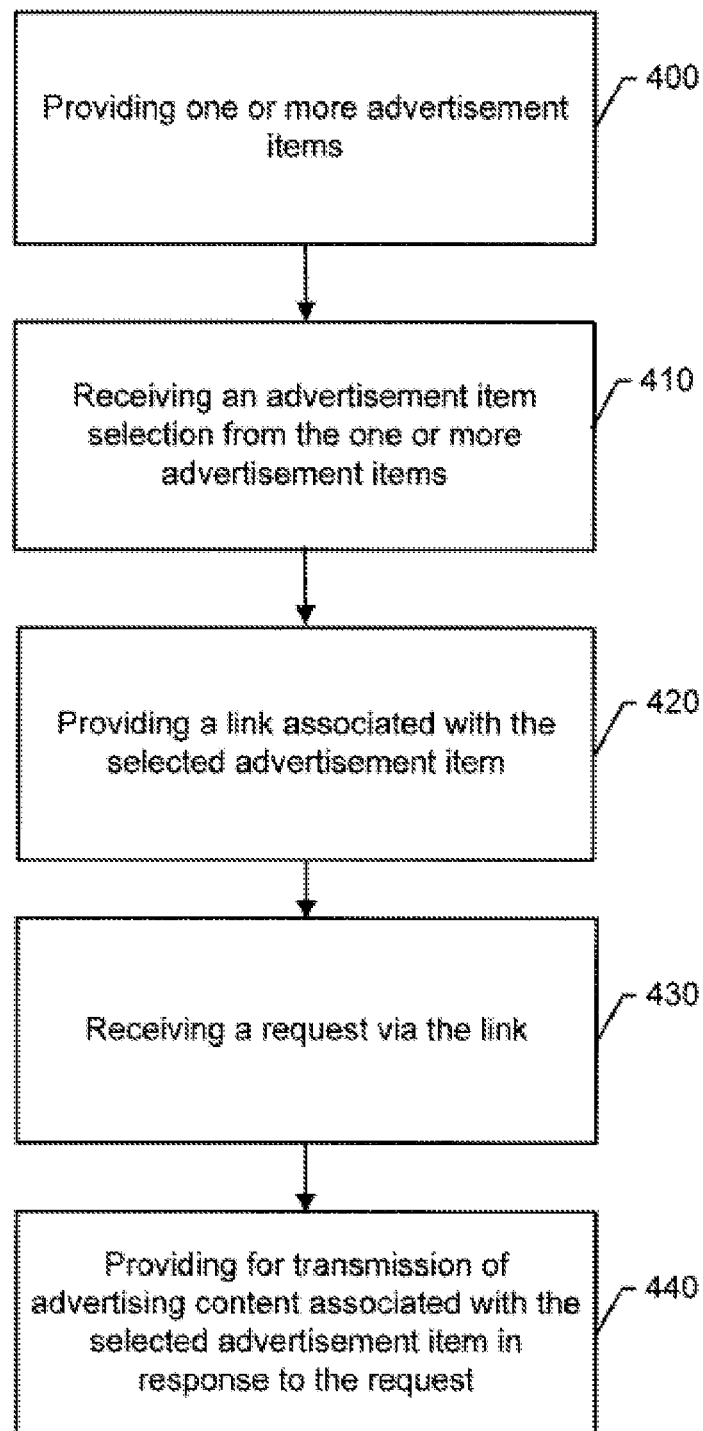 Providing one or more advertisement
items
400
Receiving an advertisement item
selection from the one or more
advertisement items
410
Providing a link associated with the
selected advertisement item
420
Receiving a request via the link
430
Providing for transmission of
advertising content associated with the
selected advertisement item in
response to the request
440